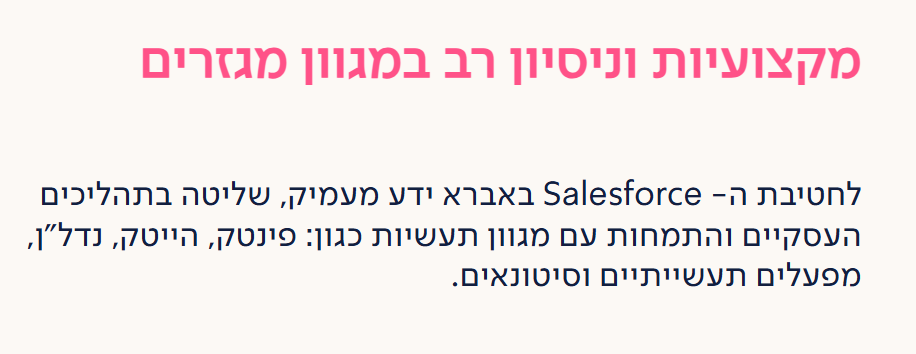 מקצועיות וניסיון רב במגוון מגזרים
לחטיבת ה- Salesforce באברא ידע מעמיק, שליטה בתהליכים
העסקיים והתמחות עם מגוון תעשיות כגון: פינטק, הייטק, נדל״ן,
מפעלים תעשייתיים וסיטונאים.